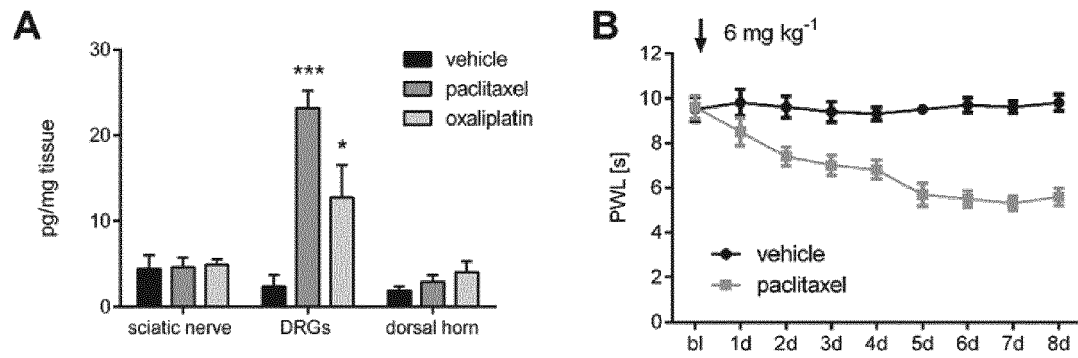 A
30
20
10
0
pg/mg tissue
vehicle
paclitaxel
oxaliplatin
***
*
sciatic nerve
DRGs
dorsal horn
B
6 mg kg⁻¹
12
10
8
6
4
2
0
PWL [s]
vehicle
paclitaxel
bl 1d 2d 3d 4d 5d 6d 7d 8d